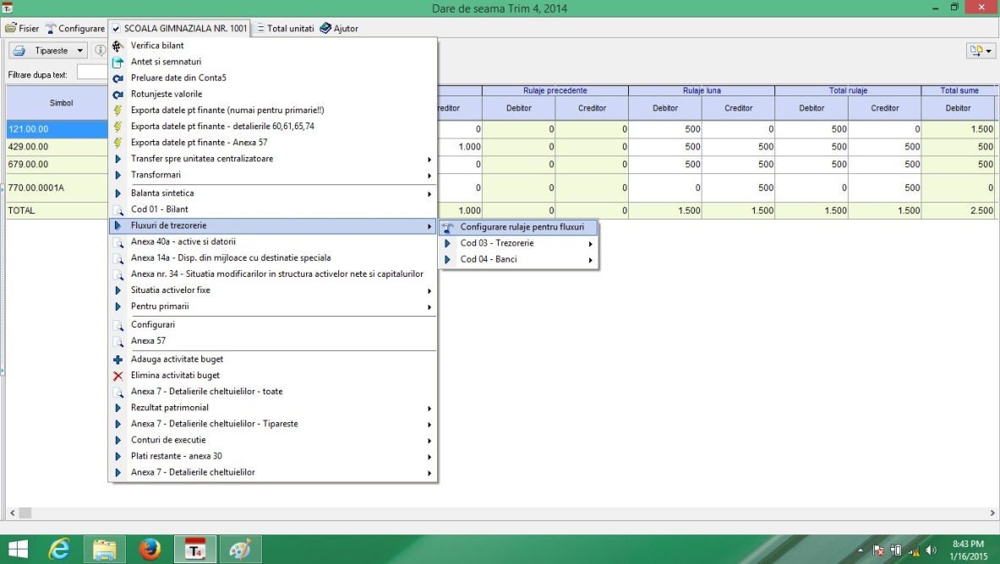 Dare de seama Trim 4, 2014
Fisier Configurare SCOALA GIMNAZIALA NR. 1001 Total unitati Ajutor
Tipareste
Filtrare dupa text:
Verifica bilant
Antet si semnaturi
Preluare date din Conta5
Rotunjeste valorile
Exporta datele pt finante (numai pentru primarie!!)
Exporta datele pt finante - detalierile 60,61,65,74
Exporta datele pt finante - Anexa 57
Transfer spre unitatea centralizatoare
Transformari
Balanta sintetica
Cod 01 - Bilant
Fluxuri de trezorerie
Anexa 40a - active si datorii
Anexa 14a - Disp. din mijloace cu destinatie speciala
Anexa nr. 34 - Situatia modificarilor in structura activelor nete si capitalurilor
Situatia activelor fixe
Pentru primarii
Configurari
Anexa 57
Adauga activitate buget
Elimina activitati buget
Anexa 7 - Detalierile cheltuielilor - toate
Rezultat patrimonial
Anexa 7 - Detalierile cheltuielilor - Tipareste
Conturi de executie
Plati restante - anexa 30
Anexa 7 - Detalierile cheltuielilor
Configurare rulaje pentru fluxuri
Cod 03 - Trezorerie
Cod 04 - Banci
Rulaje precedente Rulaje luna Total rulaje Total sume
Simbol reditor Debitor Creditor Debitor Creditor Debitor Creditor Debitor
121.00.00 0 0 0 500 0 500 0 1.500
429.00.00 1.000 0 0 500 500 500 500 500
679.00.00 0 0 0 500 500 500 500 500
770.00.0001A 0 0 0 0 500 0 500 0
TOTAL 1.000 0 0 1.500 1.500 1.500 1.500 2.500
T4
8:43 PM
1/16/2015